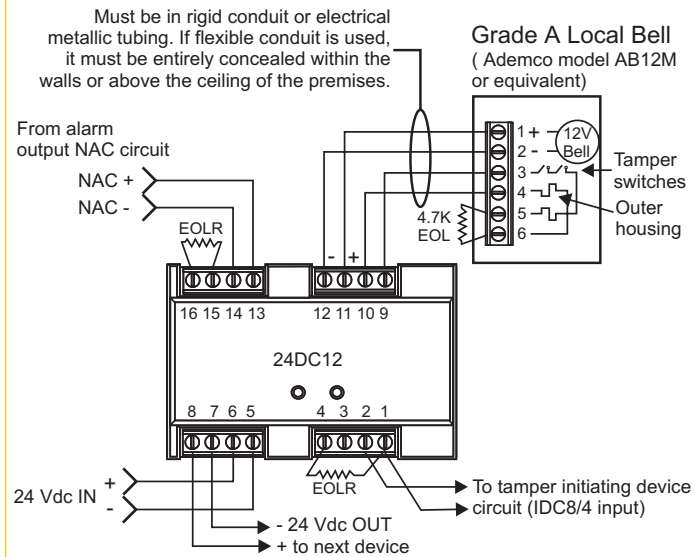 Must be in rigid conduit or electrical
metallic tubing. If flexible conduit is used,
it must be entirely concealed within the
walls or above the ceiling of the premises.
Grade A Local Bell
( Ademco model AB12M
or equivalent)
From alarm
output NAC circuit
NAC +
NAC -
EOLR
1 + 12V
2 - Bell
3
4
5
6
Tamper
switches
Outer
housing
4.7K
EOL
- +
16 15 14 13
12 11 10 9
24DC12
8 7 6 5
4 3 2 1
EOLR
24 Vdc IN
+
-
To tamper initiating device
circuit (IDC8/4 input)
- 24 Vdc OUT
+ to next device